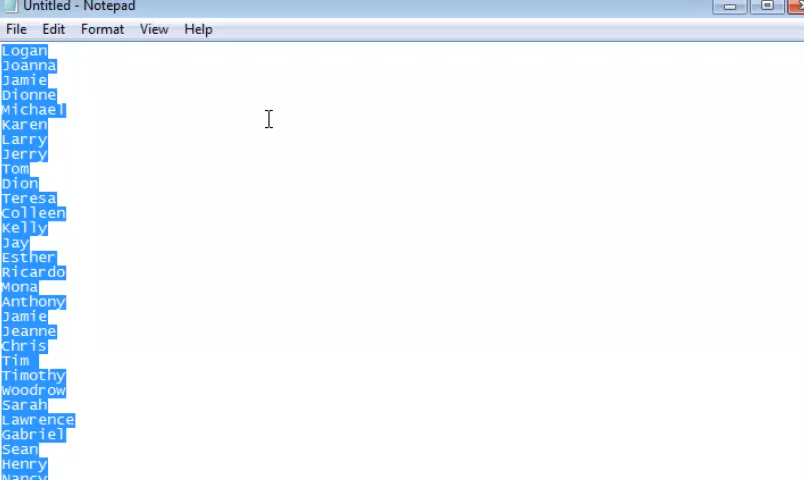 Untitled - Notepad
File Edit Format View Help
Logan
Joanna
Jamie
Dionne
Michael
Karen
Larry
Jerry
Tom
Dion
Teresa
Colleen
Kelly
Jay
Esther
Ricardo
Mona
Anthony
Jamie
Jeanne
Chris
Tim
Timothy
Woodrow
Sarah
Lawrence
Gabriel
Sean
Henry
Nancy